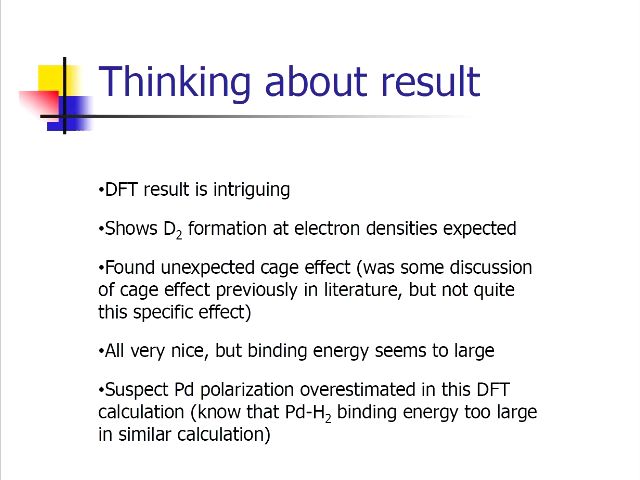 Thinking about result
•DFT result is intriguing
•Shows D2 formation at electron densities expected
•Found unexpected cage effect (was some discussion
of cage effect previously in literature, but not quite
this specific effect)
•All very nice, but binding energy seems to large
•Suspect Pd polarization overestimated in this DFT
calculation (know that Pd-H2 binding energy too large
in similar calculation)